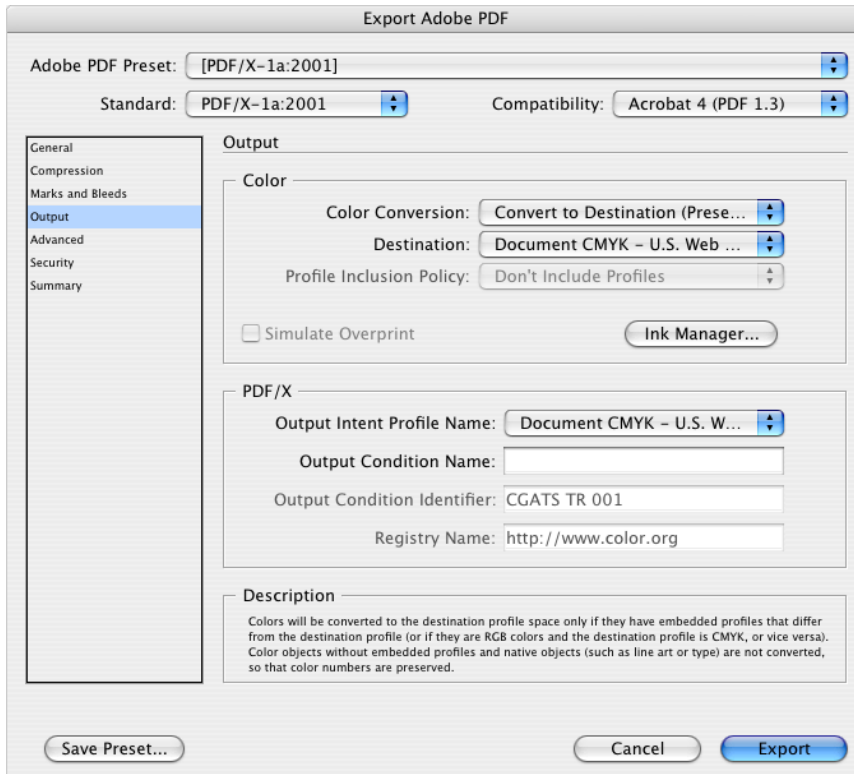 Export Adobe PDF
Adobe PDF Preset: [PDF/X-1a:2001]
Standard: PDF/X-1a:2001 Compatibility: Acrobat 4 (PDF 1.3)
General
Compression
Marks and Bleeds
Output
Advanced
Security
Summary
Output
Color
Color Conversion: Convert to Destination (Prese...
Destination: Document CMYK – U.S. Web ...
Profile Inclusion Policy: Don't Include Profiles
Simulate Overprint Ink Manager...
PDF/X
Output Intent Profile Name: Document CMYK – U.S. W...
Output Condition Name:
Output Condition Identifier: CGATS TR 001
Registry Name: http://www.color.org
Description
Colors will be converted to the destination profile space only if they have embedded profiles that differ
from the destination profile (or if they are RGB colors and the destination profile is CMYK, or vice versa).
Color objects without embedded profiles and native objects (such as line art or type) are not converted,
so that color numbers are preserved.
Save Preset... Cancel Export